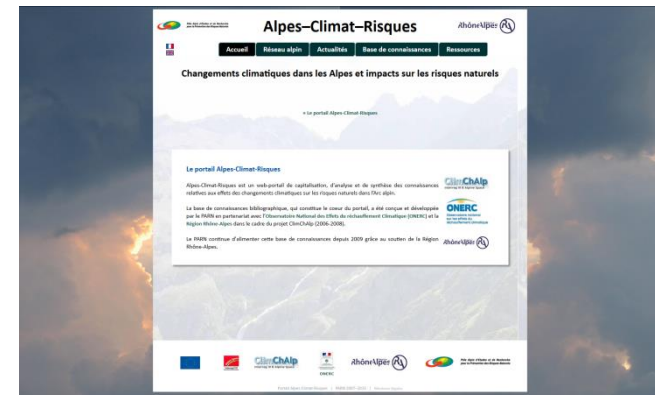 Alpes–Climat–Risques
RhôneAlpes
Accueil
Réseau alpin
Actualités
Base de connaissances
Ressources
Changements climatiques dans les Alpes et impacts sur les risques naturels
» Le portail Alpes-Climat-Risques
Le portail Alpes-Climat-Risques
Alpes-Climat-Risques est un web-portail de capitalisation, d'analyse et de synthèse des connaissances
relatives aux effets des changements climatiques sur les risques naturels dans l'Arc alpin.
La base de connaissances bibliographique, qui constitue le coeur du portail, a été conçue et développée
par le PARN en partenariat avec l'Observatoire National des Effets du réchauffement Climatique (ONERC) et la
Région Rhône-Alpes dans le cadre du projet ClimChAlp (2006-2008).
Le PARN continue d'alimenter cette base de connaissances depuis 2009 grâce au soutien de la Région
Rhône-Alpes.
ClimChAlp
ONERC
RhôneAlpes
ClimChAlp
ONERC
RhôneAlpes